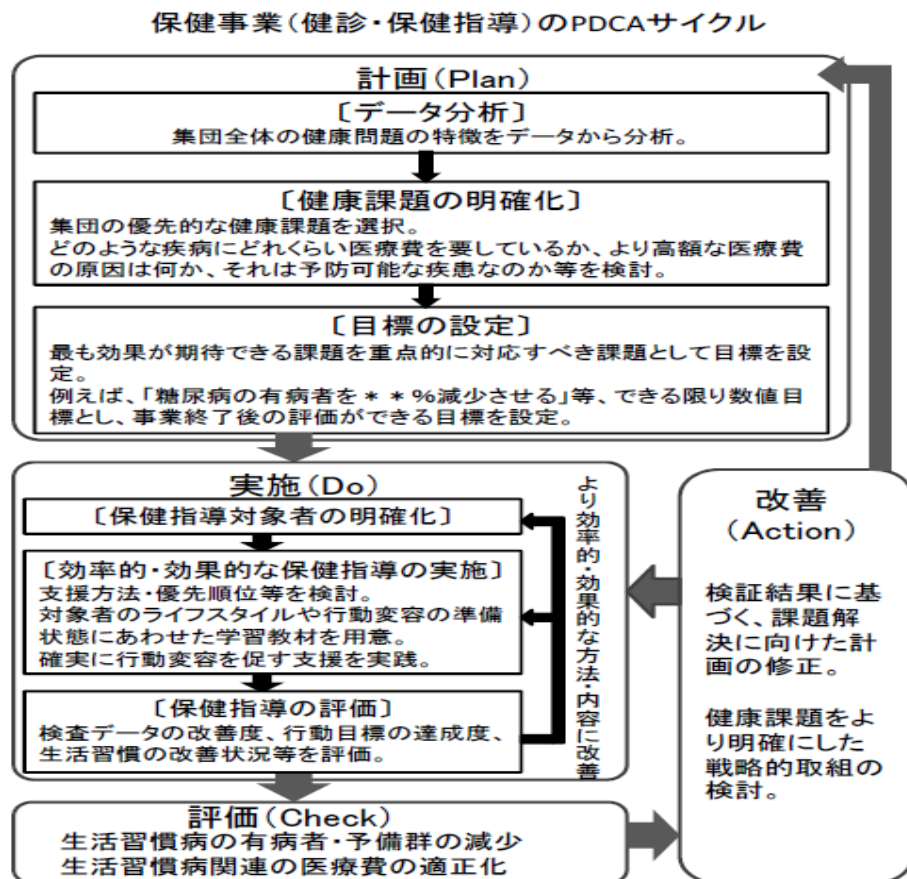 保健事業(健診・保健指導)のPDCAサイクル
計画(Plan)
〔データ分析〕
集団全体の健康問題の特徴をデータから分析。
〔健康課題の明確化〕
集団の優先的な健康課題を選択。
どのような疾病にどれくらい医療費を要しているか、より高額な医療費
の原因は何か、それは予防可能な疾患なのか等を検討。
〔目標の設定〕
最も効果が期待できる課題を重点的に対応すべき課題として目標を設
定。
例えば、「糖尿病の有病者を**%減少させる」等、できる限り数値目
標とし、事業終了後の評価ができる目標を設定。
実施(Do)
〔保健指導対象者の明確化〕
〔効率的・効果的な保健指導の実施〕
支援方法・優先順位等を検討。
対象者のライフスタイルや行動変容の準備
状態にあわせた学習教材を用意。
確実に行動変容を促す支援を実践。
〔保健指導の評価〕
検査データの改善度、行動目標の達成度、
生活習慣の改善状況等を評価。
より効率的・効果的な方法・内容に改善
評価(Check)
生活習慣病の有病者・予備群の減少
生活習慣病関連の医療費の適正化
改善
(Action)
検証結果に基
づく、課題解
決に向けた計
画の修正。
健康課題をよ
り明確にした
戦略的取組の
検討。